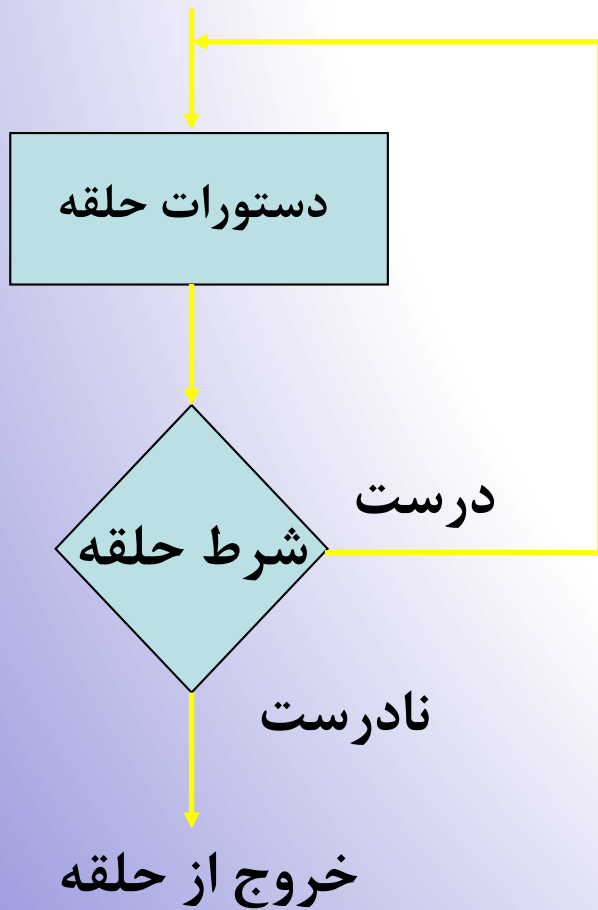 دستورات حلقه
درست
شرط حلقه
نادرست
خروج از حلقه